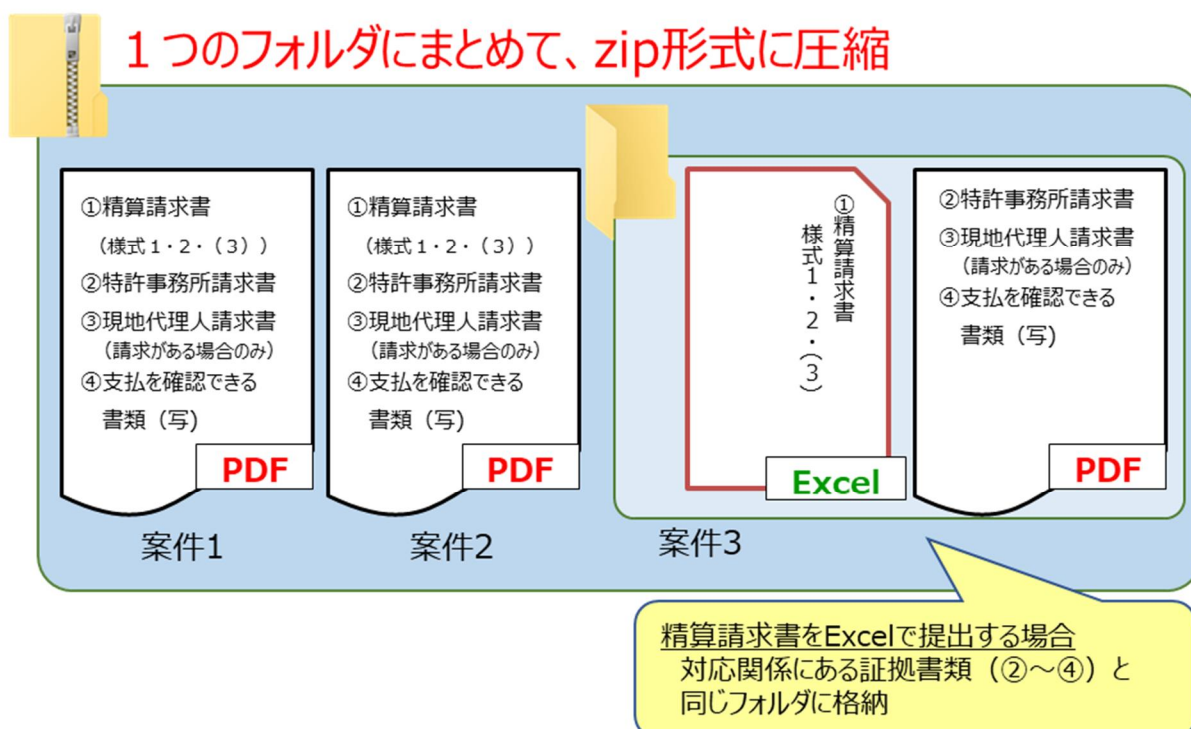 １つのフォルダにまとめて、zip形式に圧縮
①精算請求書
（様式１・２・（３））
②特許事務所請求書
③現地代理人請求書
（請求がある場合のみ）
④支払を確認できる
書類（写)
PDF
案件1
①精算請求書
（様式１・２・（３））
②特許事務所請求書
③現地代理人請求書
（請求がある場合のみ）
④支払を確認できる
書類（写)
PDF
案件2
①精算請求書
様式１・２・（３）
Excel
②特許事務所請求書
③現地代理人請求書
（請求がある場合のみ）
④支払を確認できる
書類（写)
PDF
案件3
精算請求書をExcelで提出する場合
対応関係にある証拠書類（②～④）と
同じフォルダに格納